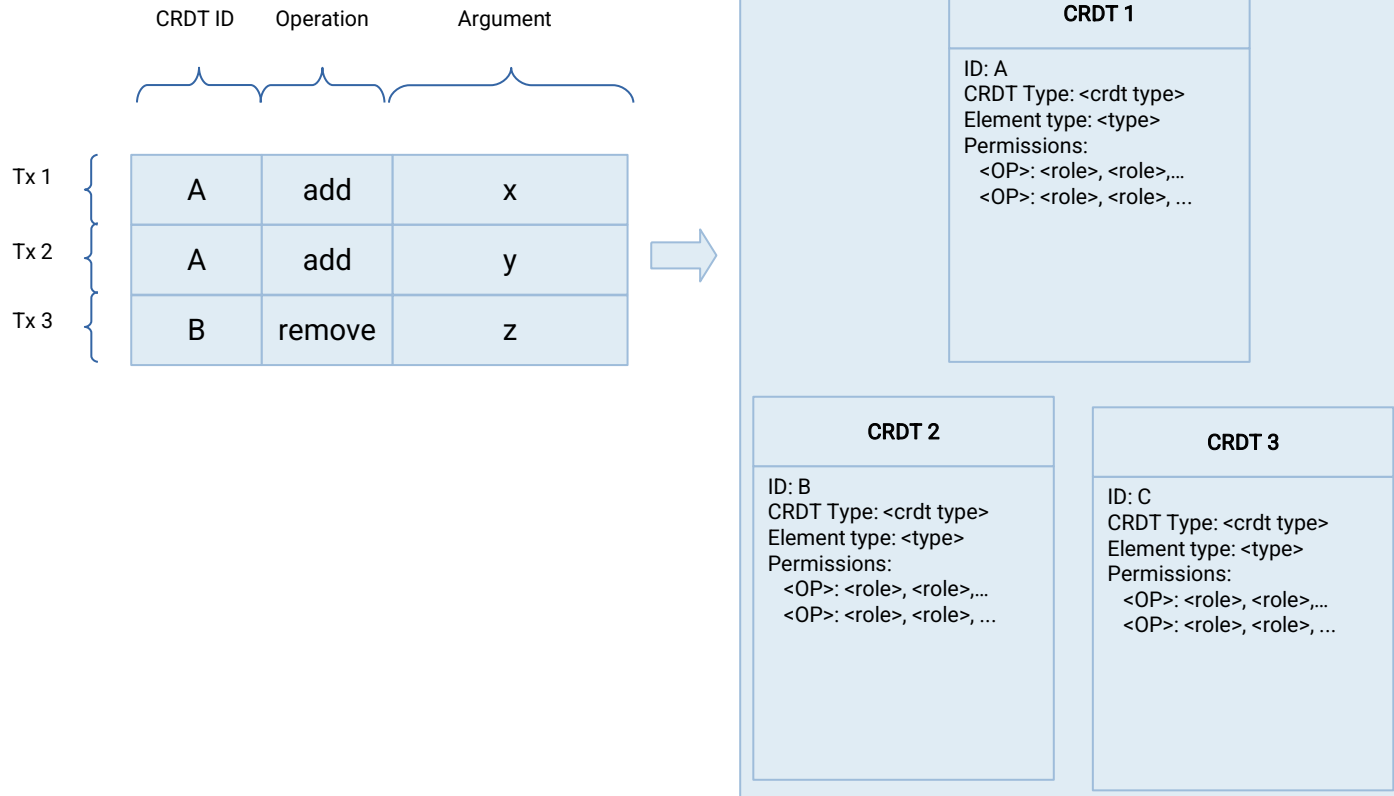 CRDT ID Operation Argument
Tx 1 A add x
Tx 2 A add y
Tx 3 B remove z
CRDT 1
ID: A
CRDT Type: <crdt type>
Element type: <type>
Permissions:
<OP>: <role>, <role>,...
<OP>: <role>, <role>, ...
CRDT 2
ID: B
CRDT Type: <crdt type>
Element type: <type>
Permissions:
<OP>: <role>, <role>,...
<OP>: <role>, <role>, ...
CRDT 3
ID: C
CRDT Type: <crdt type>
Element type: <type>
Permissions:
<OP>: <role>, <role>,...
<OP>: <role>, <role>, ...